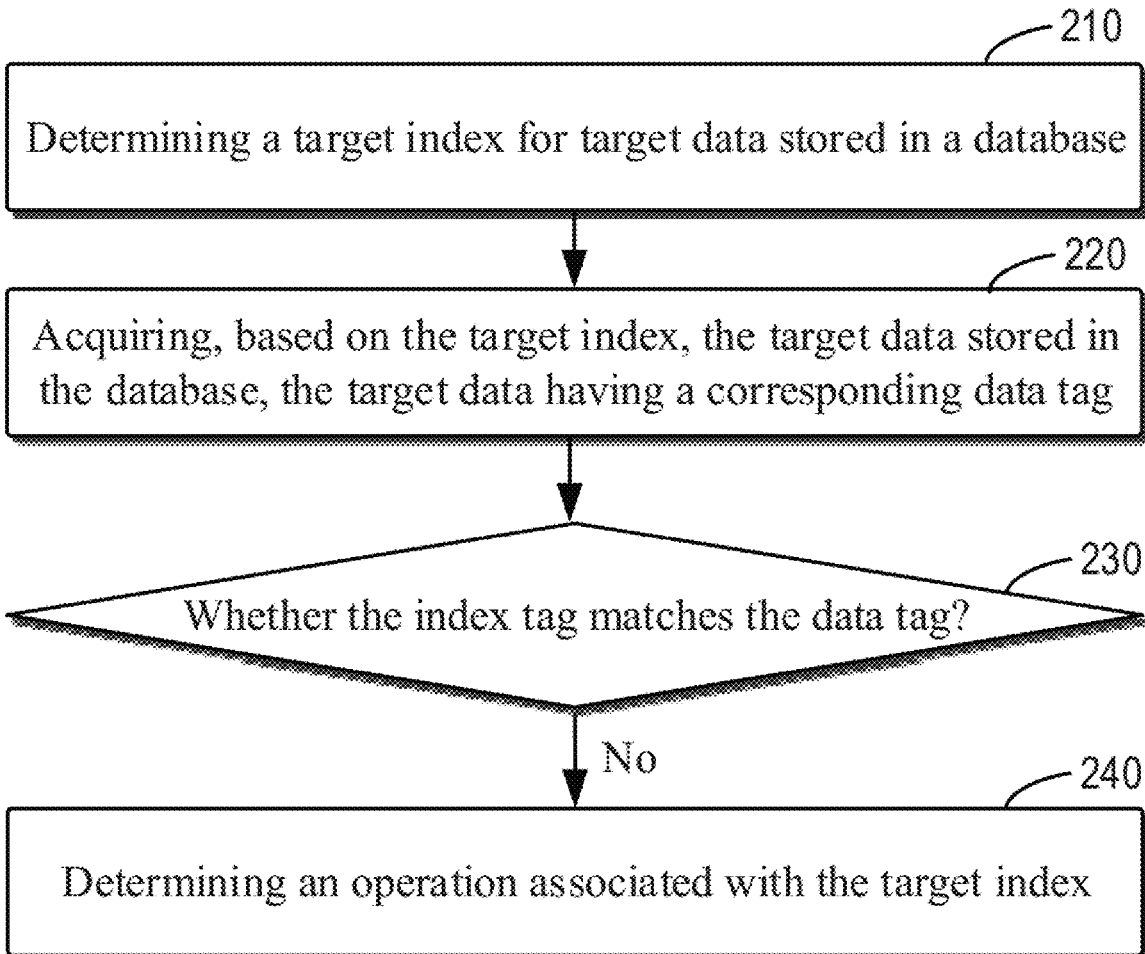 210
Determining a target index for target data stored in a database
220
Acquiring, based on the target index, the target data stored in
the database, the target data having a corresponding data tag
230
Whether the index tag matches the data tag?
No
240
Determining an operation associated with the target index